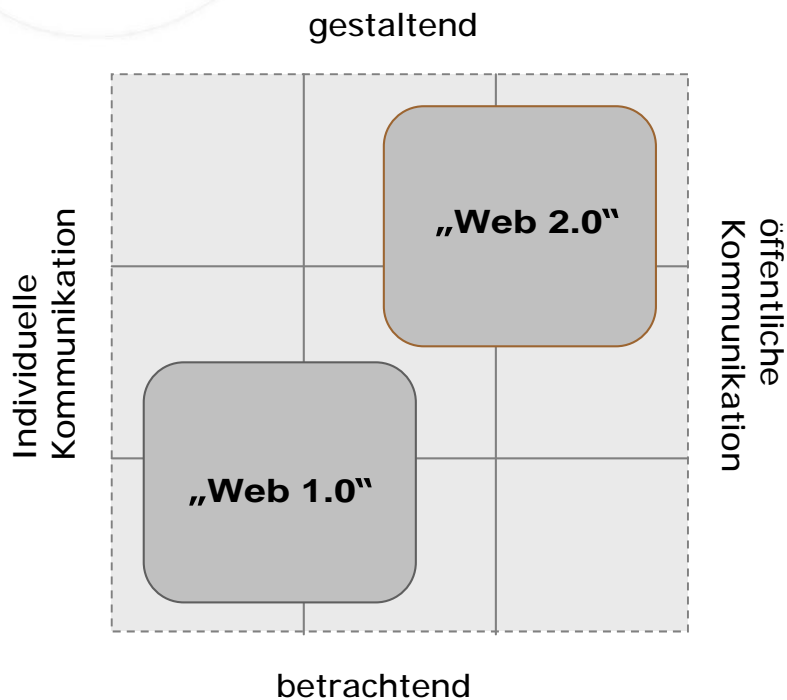 gestaltend
„Web 2.0“
Individuelle
Kommunikation
öffentliche
Kommunikation
„Web 1.0“
betrachtend